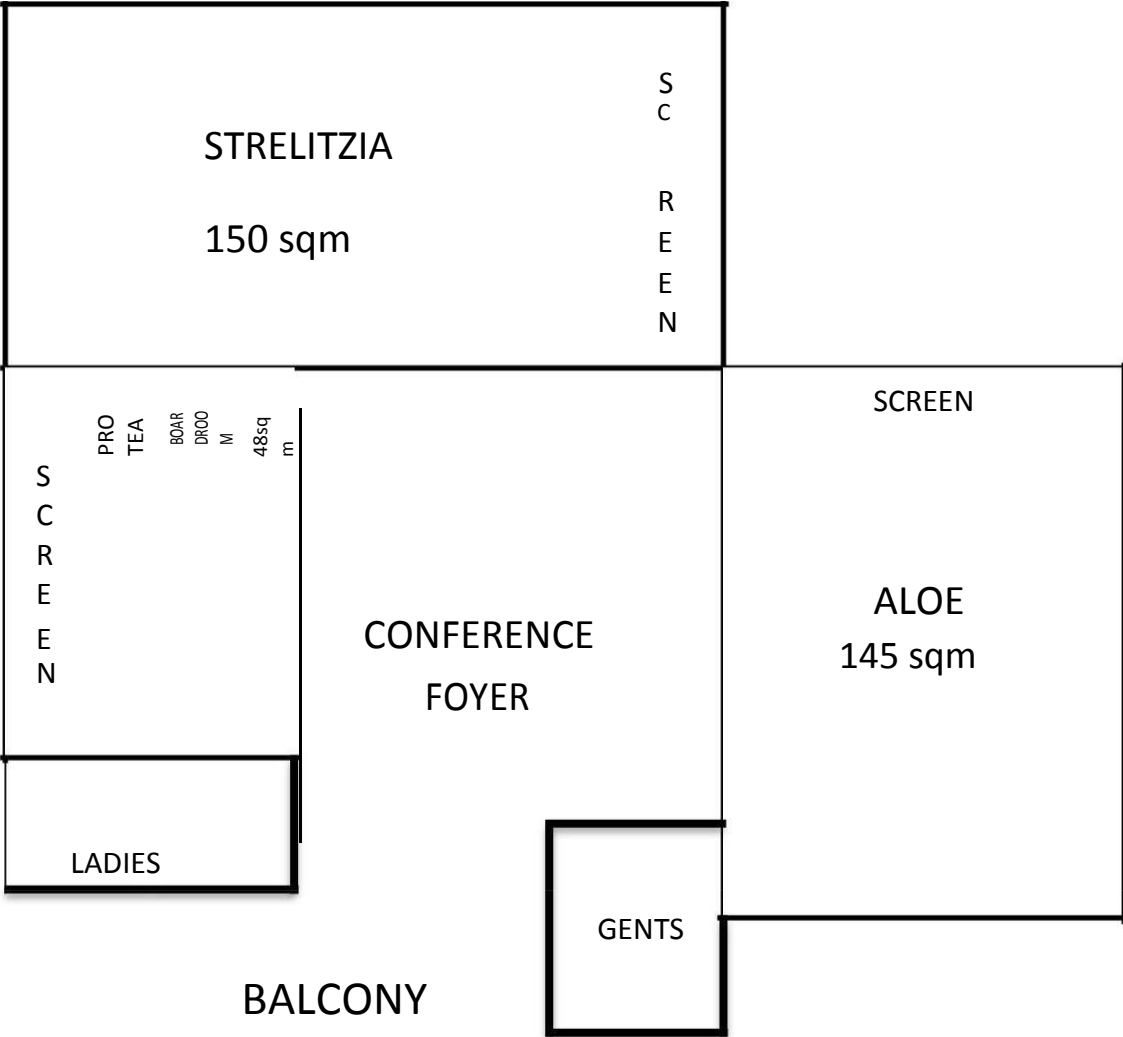 STRELITZIA
150 sqm
S
C
R
E
E
N
PRO
TEA
BOAR
DROO
M
48sq
m
S
C
R
E
E
N
CONFERENCE
FOYER
SCREEN
ALOE
145 sqm
LADIES
GENTS
BALCONY